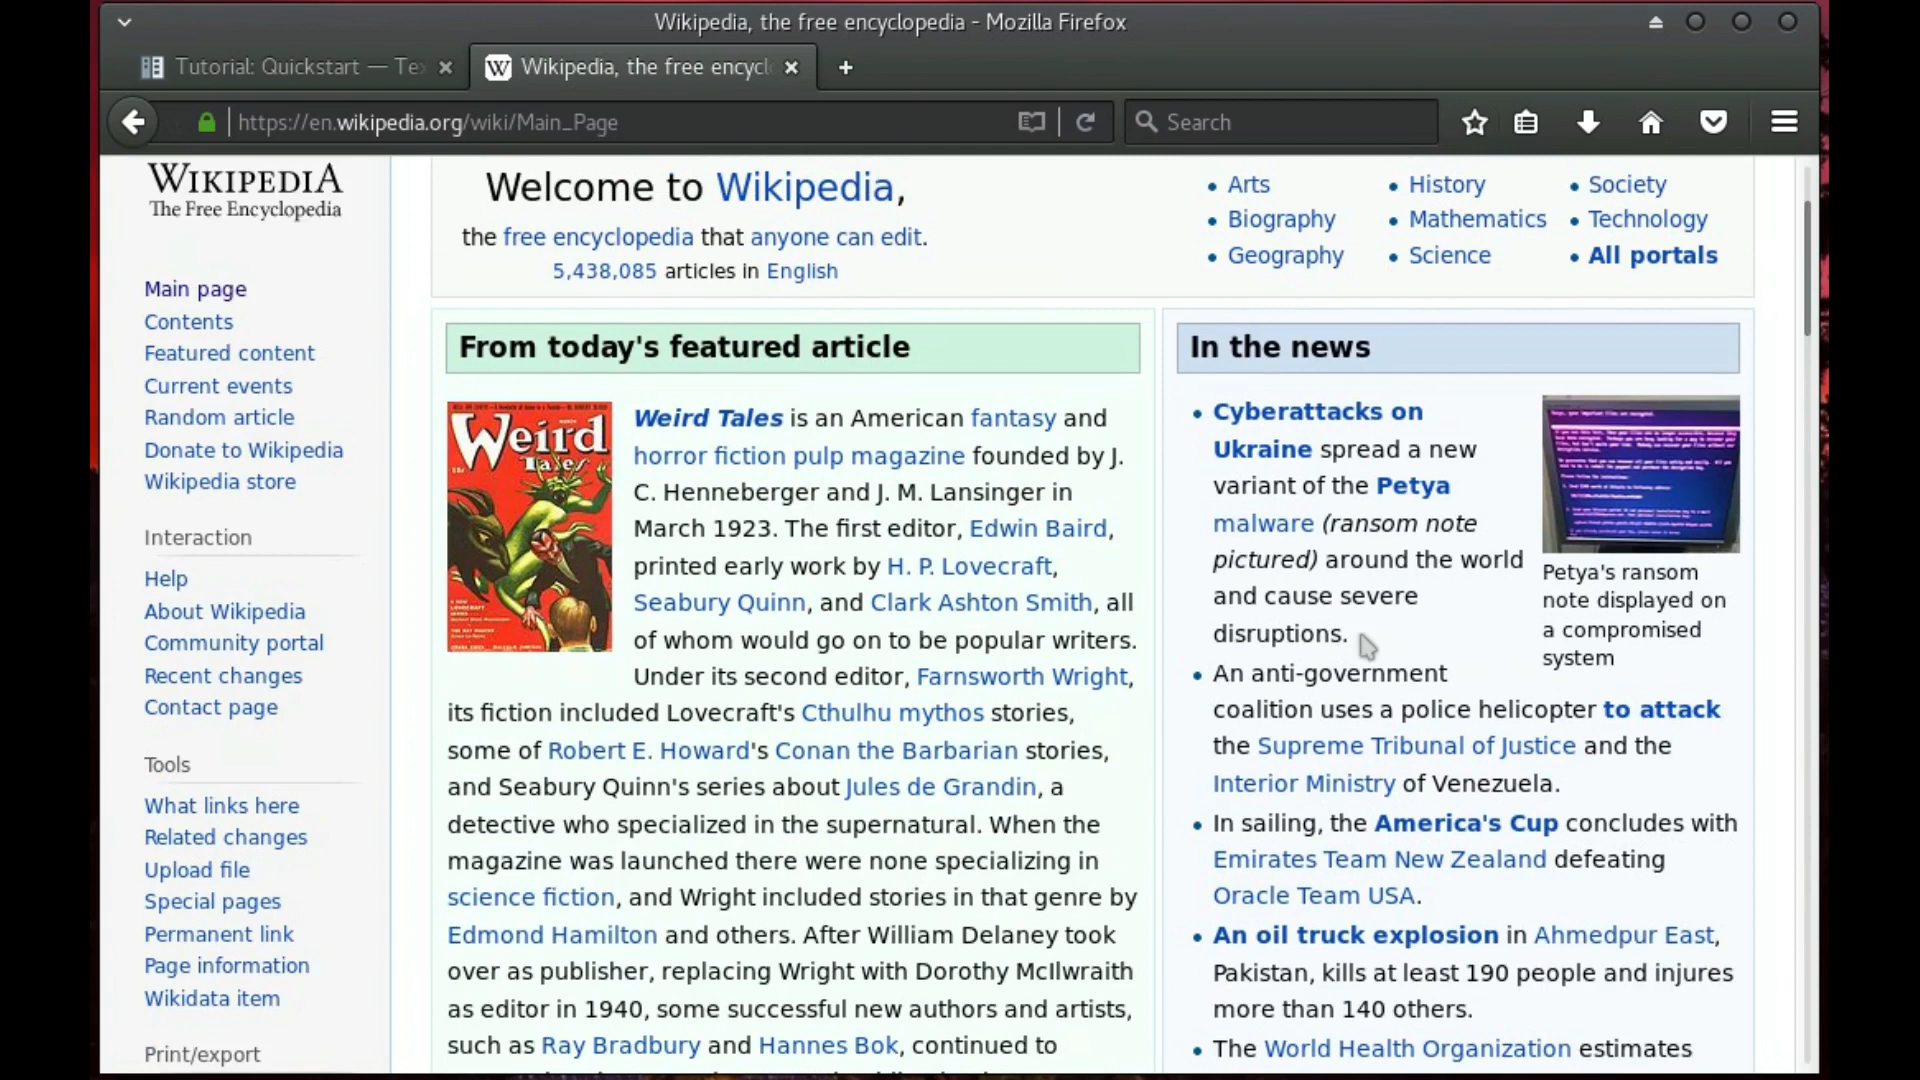 Wikipedia, the free encyclopedia - Mozilla Firefox
Tutorial: Quickstart — Te
Wikipedia, the free encycl
https://en.wikipedia.org/wiki/Main_Page
Search
WIKIPEDIA
The Free Encyclopedia
Main page
Contents
Featured content
Current events
Random article
Donate to Wikipedia
Wikipedia store
Interaction
Help
About Wikipedia
Community portal
Recent changes
Contact page
Tools
What links here
Related changes
Upload file
Special pages
Permanent link
Page information
Wikidata item
Print/export
Welcome to Wikipedia,
the free encyclopedia that anyone can edit.
5,438,085 articles in English
Arts
Biography
Geography
History
Mathematics
Science
Society
Technology
All portals
From today's featured article
Weird
Tales
Weird Tales is an American fantasy and
horror fiction pulp magazine founded by J.
C. Henneberger and J. M. Lansinger in
March 1923. The first editor, Edwin Baird,
printed early work by H. P. Lovecraft,
Seabury Quinn, and Clark Ashton Smith, all
of whom would go on to be popular writers.
Under its second editor, Farnsworth Wright,
its fiction included Lovecraft's Cthulhu mythos stories,
some of Robert E. Howard's Conan the Barbarian stories,
and Seabury Quinn's series about Jules de Grandin, a
detective who specialized in the supernatural. When the
magazine was launched there were none specializing in
science fiction, and Wright included stories in that genre by
Edmond Hamilton and others. After William Delaney took
over as publisher, replacing Wright with Dorothy McIlwraith
as editor in 1940, some successful new authors and artists,
such as Ray Bradbury and Hannes Bok, continued to
In the news
Cyberattacks on
Ukraine spread a new
variant of the Petya
malware (ransom note
pictured) around the world
and cause severe
disruptions.
Petya's ransom
note displayed on
a compromised
system
An anti-government
coalition uses a police helicopter to attack
the Supreme Tribunal of Justice and the
Interior Ministry of Venezuela.
In sailing, the America's Cup concludes with
Emirates Team New Zealand defeating
Oracle Team USA.
An oil truck explosion in Ahmedpur East,
Pakistan, kills at least 190 people and injures
more than 140 others.
The World Health Organization estimates